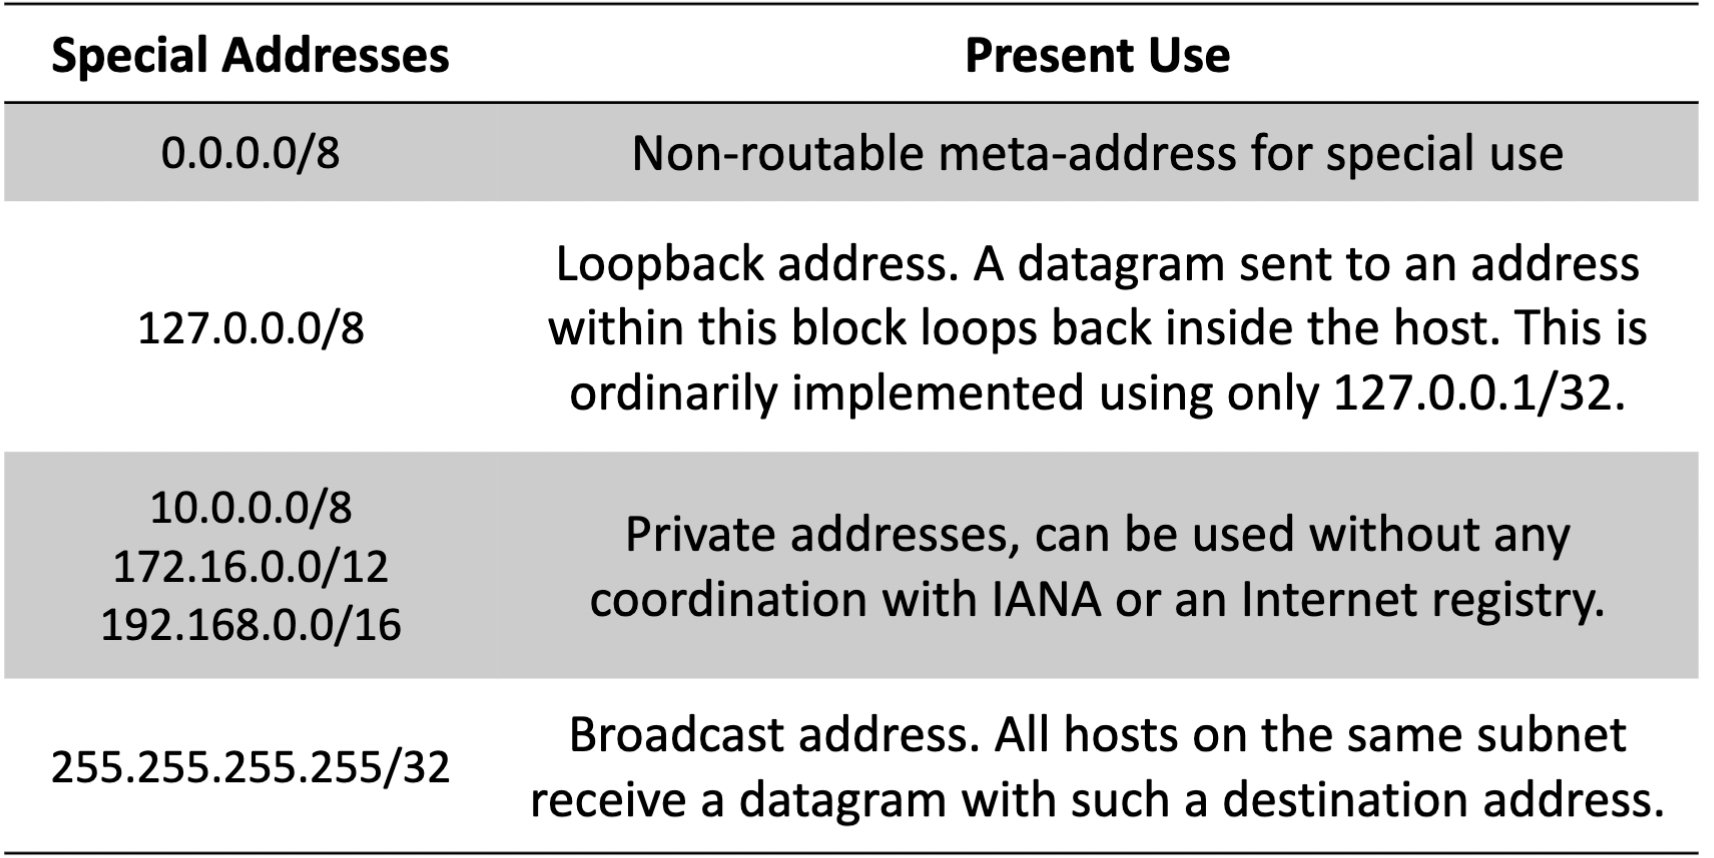 Special Addresses Present Use
0.0.0.0/8 Non-routable meta-address for special use
127.0.0.0/8
Loopback address. A datagram sent to an address
within this block loops back inside the host. This is
ordinarily implemented using only 127.0.0.1/32.
10.0.0.0/8
172.16.0.0/12
192.168.0.0/16
Private addresses, can be used without any
coordination with IANA or an Internet registry.
255.255.255.255/32
Broadcast address. All hosts on the same subnet
receive a datagram with such a destination address.